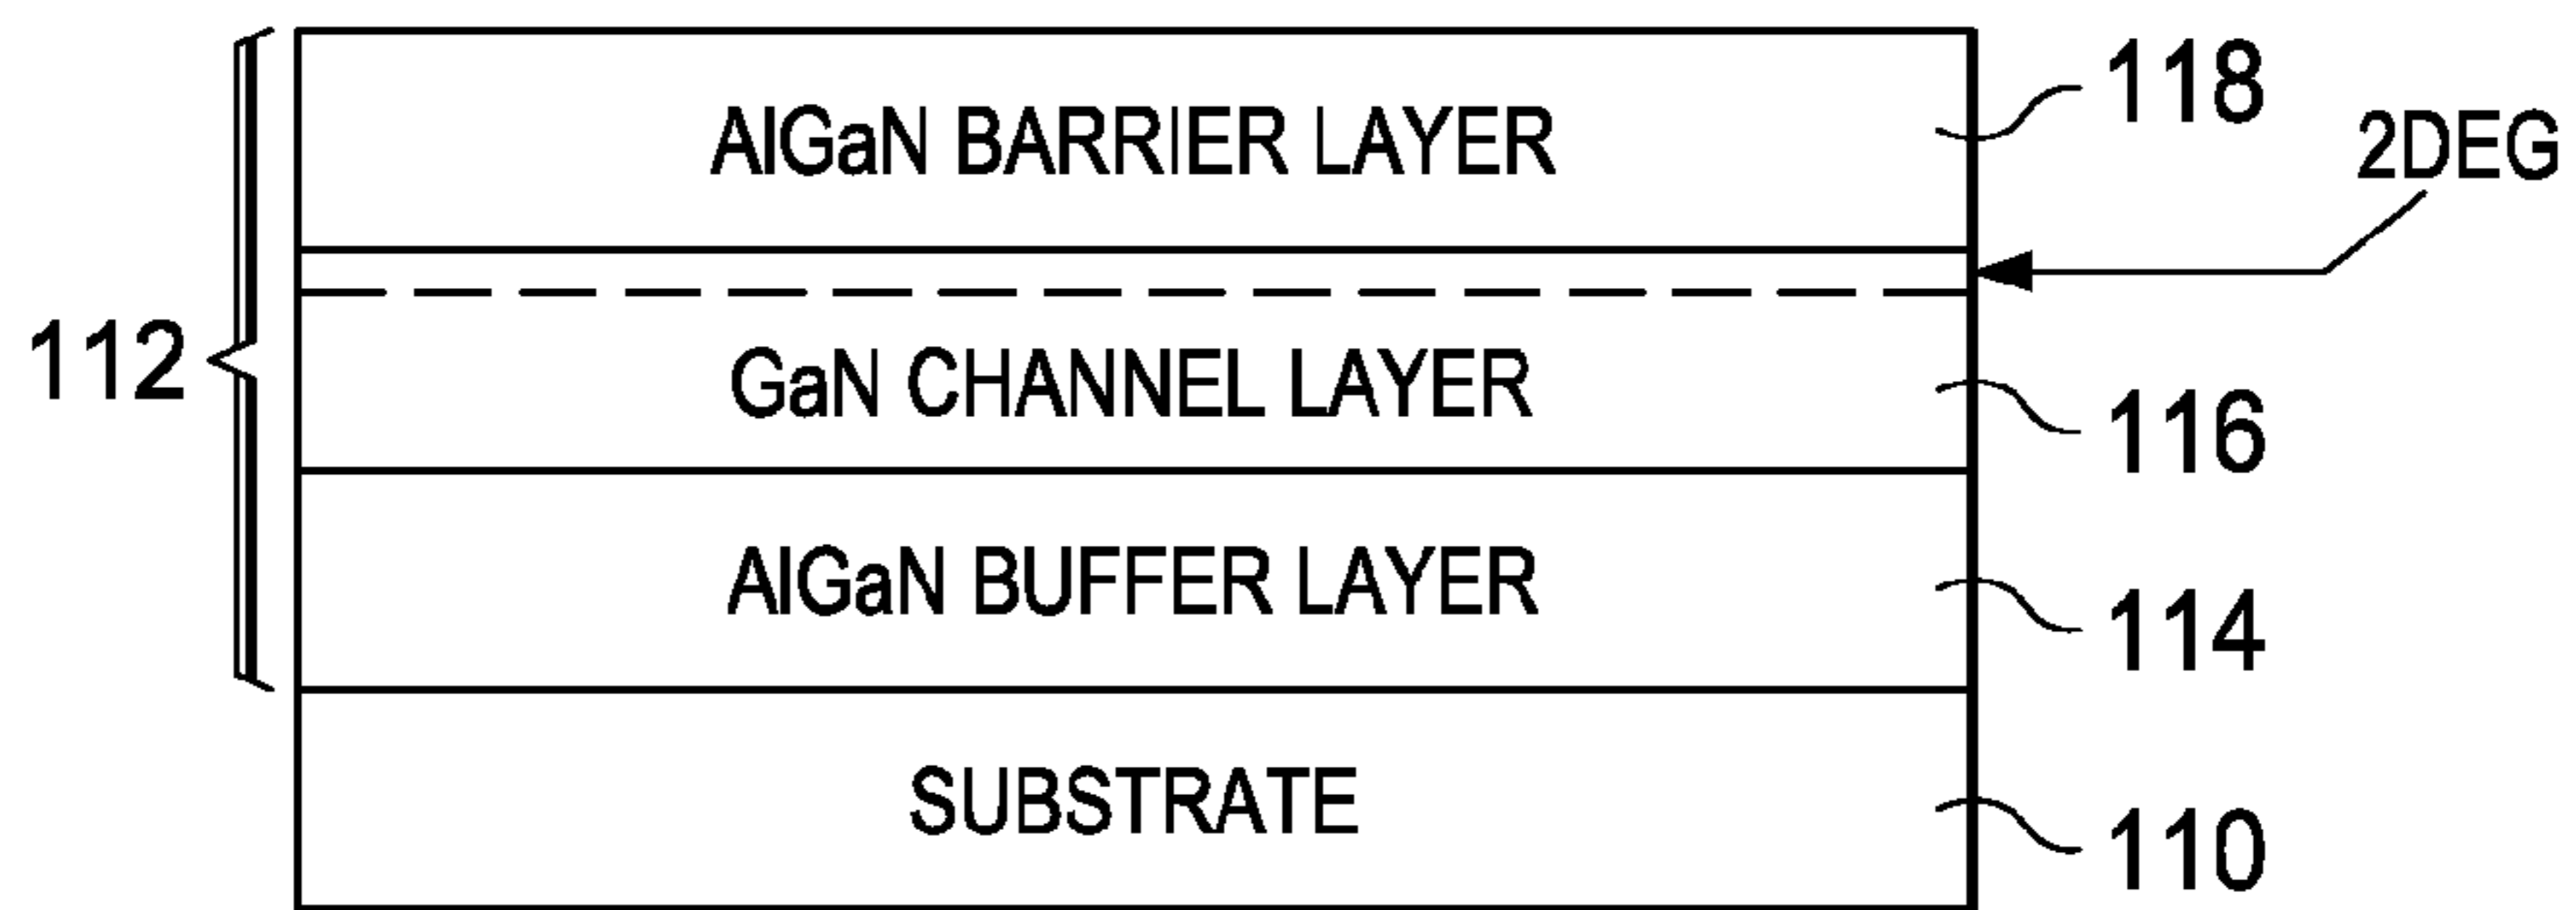 AlGaN BARRIER LAYER
118
2DEG
112
GaN CHANNEL LAYER
116
AlGaN BUFFER LAYER
114
SUBSTRATE
110